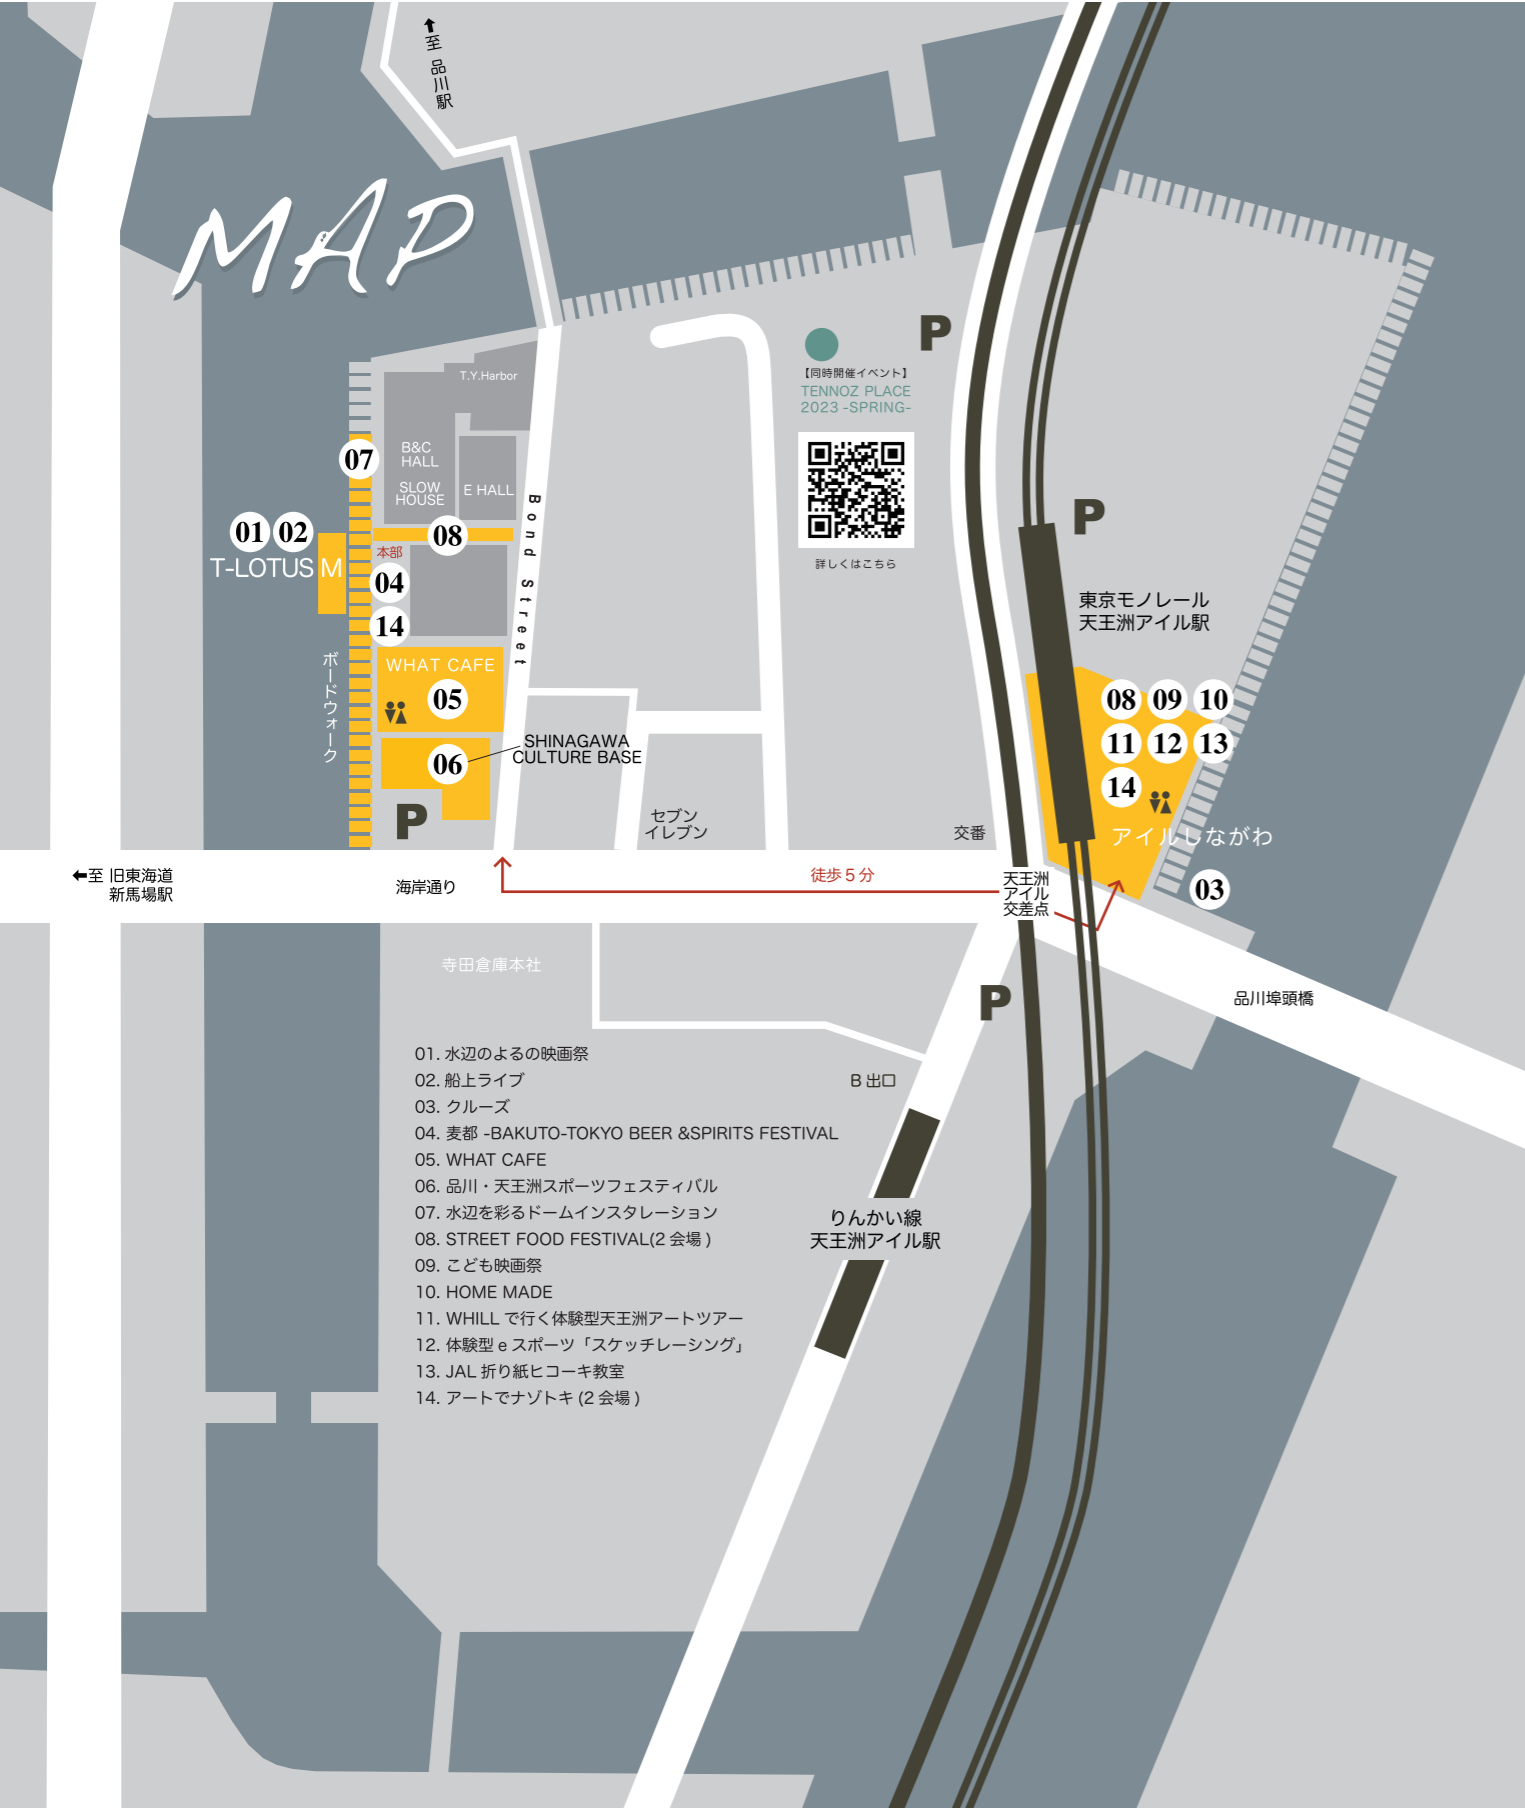 至 品川駅
MAP
T.Y.Harbor
B&C
HALL
SLOW
HOUSE
E HALL
Bond Street
07
08
01 02
T-LOTUS M
本部
04
14
ボードウォーク
WHAT CAFE
05
06
SHINAGAWA
CULTURE BASE
P
セブン
イレブン
P
【同時開催イベント】
TENNOZ PLACE
2023 -SPRING-
詳しくはこちら
P
東京モノレール
天王洲アイル駅
08 09 10
11 12 13
14
アイルしながわ
03
交番
至 旧東海道
新馬場駅
海岸通り
徒歩 5 分
天王洲
アイル
交差点
寺田倉庫本社
P
品川埠頭橋
B 出口
りんかい線
天王洲アイル駅
01. 水辺のよるの映画祭
02. 船上ライブ
03. クルーズ
04. 麦都 -BAKUTO-TOKYO BEER &SPIRITS FESTIVAL
05. WHAT CAFE
06. 品川・天王洲スポーツフェスティバル
07. 水辺を彩るドームインスタレーション
08. STREET FOOD FESTIVAL(2 会場 )
09. こども映画祭
10. HOME MADE
11. WHILL で行く体験型天王洲アートツアー
12. 体験型 e スポーツ「スケッチレーシング」
13. JAL 折り紙ヒコーキ教室
14. アートでナゾトキ (2 会場 )